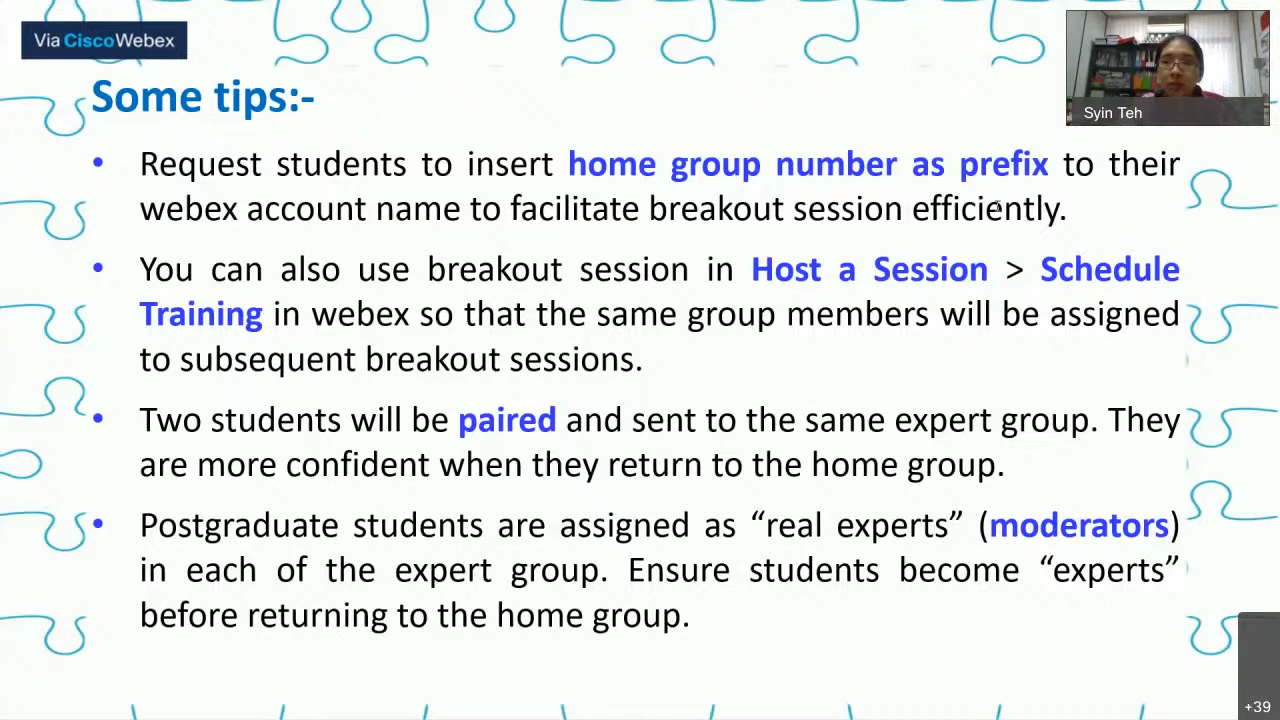 Via CiscoWebex
Syin Teh
Some tips:-
• Request students to insert home group number as prefix to their
webex account name to facilitate breakout session efficiently.
• You can also use breakout session in Host a Session > Schedule
Training in webex so that the same group members will be assigned
to subsequent breakout sessions.
• Two students will be paired and sent to the same expert group. They
are more confident when they return to the home group.
• Postgraduate students are assigned as “real experts” (moderators)
in each of the expert group. Ensure students become “experts”
before returning to the home group.
+39